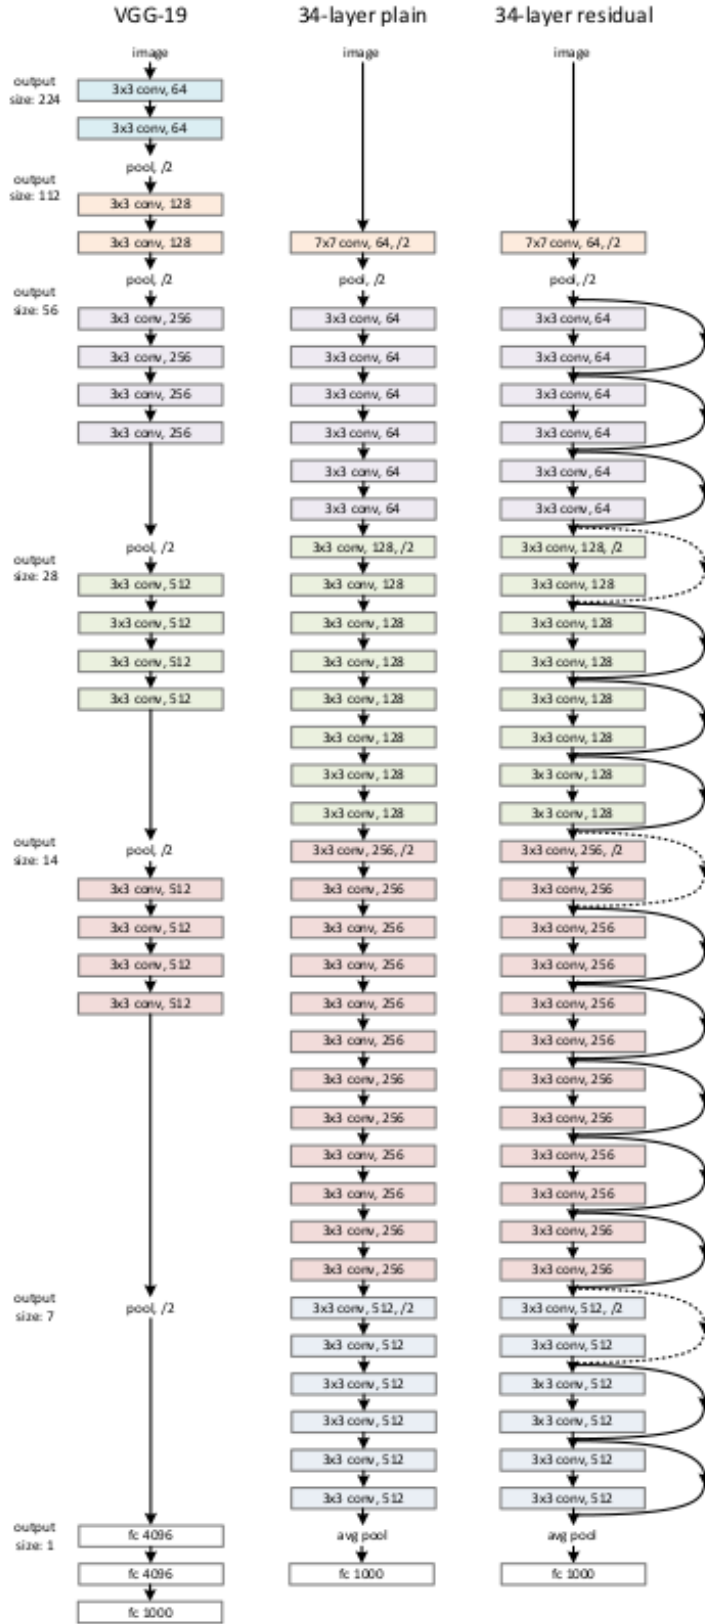 output
size: 224
output
size: 112
output
size: 56
output
size: 28
output
size: 14
output
size: 7
output
size: 1
VGG-19
image
3x3 conv, 64
3x3 conv, 64
pool, /2
3x3 conv, 128
3x3 conv, 128
pool, /2
3x3 conv, 256
3x3 conv, 256
3x3 conv, 256
3x3 conv, 256
pool, /2
3x3 conv, 512
3x3 conv, 512
3x3 conv, 512
3x3 conv, 512
pool, /2
3x3 conv, 512
3x3 conv, 512
3x3 conv, 512
3x3 conv, 512
pool, /2
fc 4096
fc 4096
fc 1000
34-layer plain
image
7x7 conv, 64, /2
pool, /2
3x3 conv, 64
3x3 conv, 64
3x3 conv, 64
3x3 conv, 64
3x3 conv, 64
3x3 conv, 64
3x3 conv, 128, /2
3x3 conv, 128
3x3 conv, 128
3x3 conv, 128
3x3 conv, 128
3x3 conv, 128
3x3 conv, 128
3x3 conv, 128
3x3 conv, 256, /2
3x3 conv, 256
3x3 conv, 256
3x3 conv, 256
3x3 conv, 256
3x3 conv, 256
3x3 conv, 256
3x3 conv, 256
3x3 conv, 256
3x3 conv, 256
3x3 conv, 256
3x3 conv, 256
3x3 conv, 512, /2
3x3 conv, 512
3x3 conv, 512
3x3 conv, 512
3x3 conv, 512
3x3 conv, 512
avg pool
fc 1000
34-layer residual
image
7x7 conv, 64, /2
pool, /2
3x3 conv, 64
3x3 conv, 64
3x3 conv, 64
3x3 conv, 64
3x3 conv, 64
3x3 conv, 64
3x3 conv, 128, /2
3x3 conv, 128
3x3 conv, 128
3x3 conv, 128
3x3 conv, 128
3x3 conv, 128
3x3 conv, 128
3x3 conv, 128
3x3 conv, 256, /2
3x3 conv, 256
3x3 conv, 256
3x3 conv, 256
3x3 conv, 256
3x3 conv, 256
3x3 conv, 256
3x3 conv, 256
3x3 conv, 256
3x3 conv, 256
3x3 conv, 256
3x3 conv, 256
3x3 conv, 512, /2
3x3 conv, 512
3x3 conv, 512
3x3 conv, 512
3x3 conv, 512
3x3 conv, 512
avg pool
fc 1000